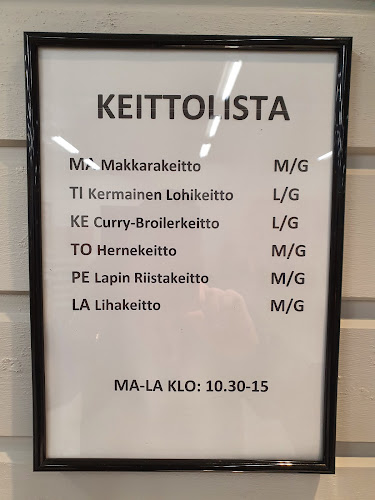 KEITTOLISTA
MA Makkarakeitto M/G
TI Kermainen Lohikeitto L/G
KE Curry-Broilerkeitto L/G
TO Hernekeitto M/G
PE Lapin Riistakeitto M/G
LA Lihakeitto M/G
MA-LA KLO: 10.30-15